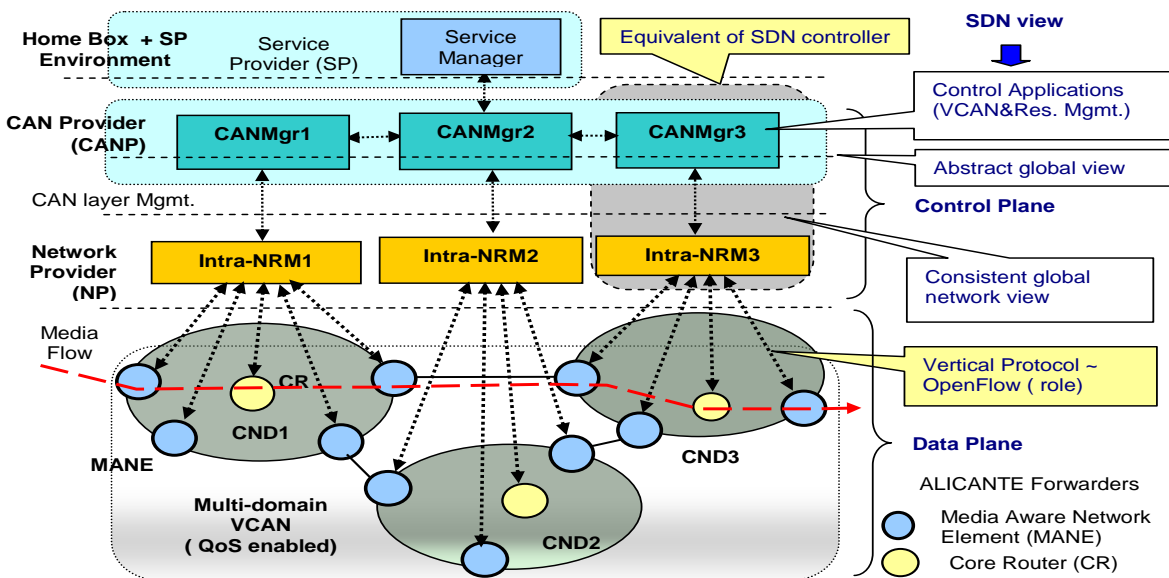 Home Box + SP
Environment
Service
Provider (SP)
Service
Manager
Equivalent of SDN controller
SDN view
Control Applications
(VCAN&Res. Mgmt.)
CAN Provider
(CANP)
CANMgr1
CANMgr2
CANMgr3
Abstract global view
CAN layer Mgmt.
Control Plane
Network
Provider
(NP)
Intra-NRM1
Intra-NRM2
Intra-NRM3
Consistent global
network view
Media
Flow
CR
CND1
MANE
CND3
Vertical Protocol ~
OpenFlow ( role)
Data Plane
Multi-domain
VCAN
( QoS enabled)
CND2
ALICANTE Forwarders
Media Aware Network
Element (MANE)
Core Router (CR)